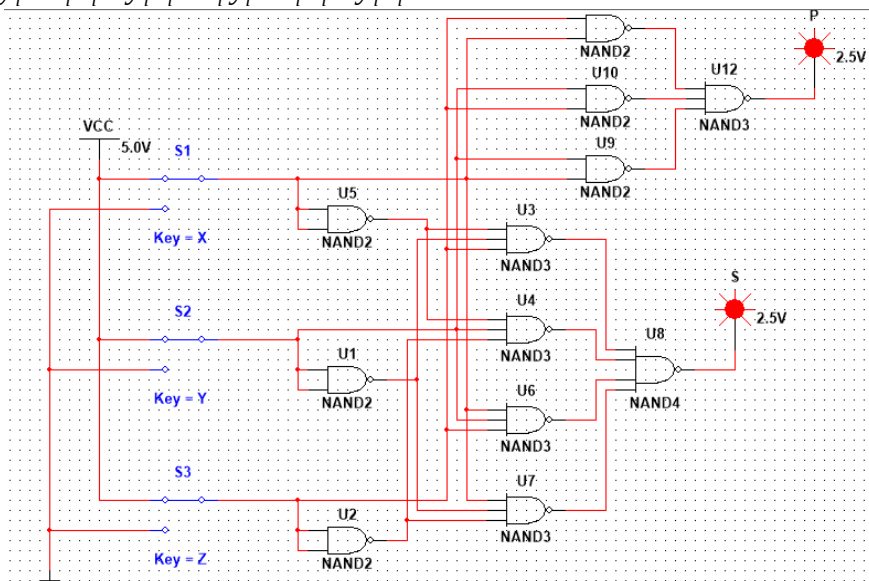 P
NAND2
2.5V
U10
U12
NAND2
NAND3
VCC
5.0V
S1
U9
NAND2
U5
Key = X
NAND2
U3
NAND3
S
S2
U4
2.5V
U8
U1
NAND3
Key = Y
NAND2
U6
NAND4
NAND3
S3
U7
U2
NAND3
Key = Z
NAND2